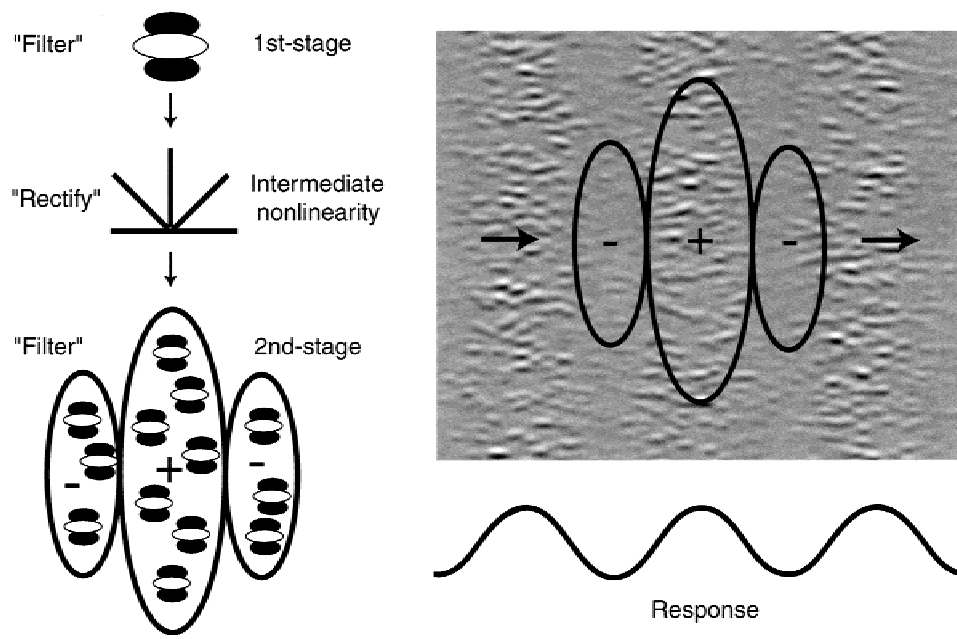 "Filter" 1st-stage
"Rectify" Intermediate
nonlinearity
"Filter" 2nd-stage
- + -
- + -
Response